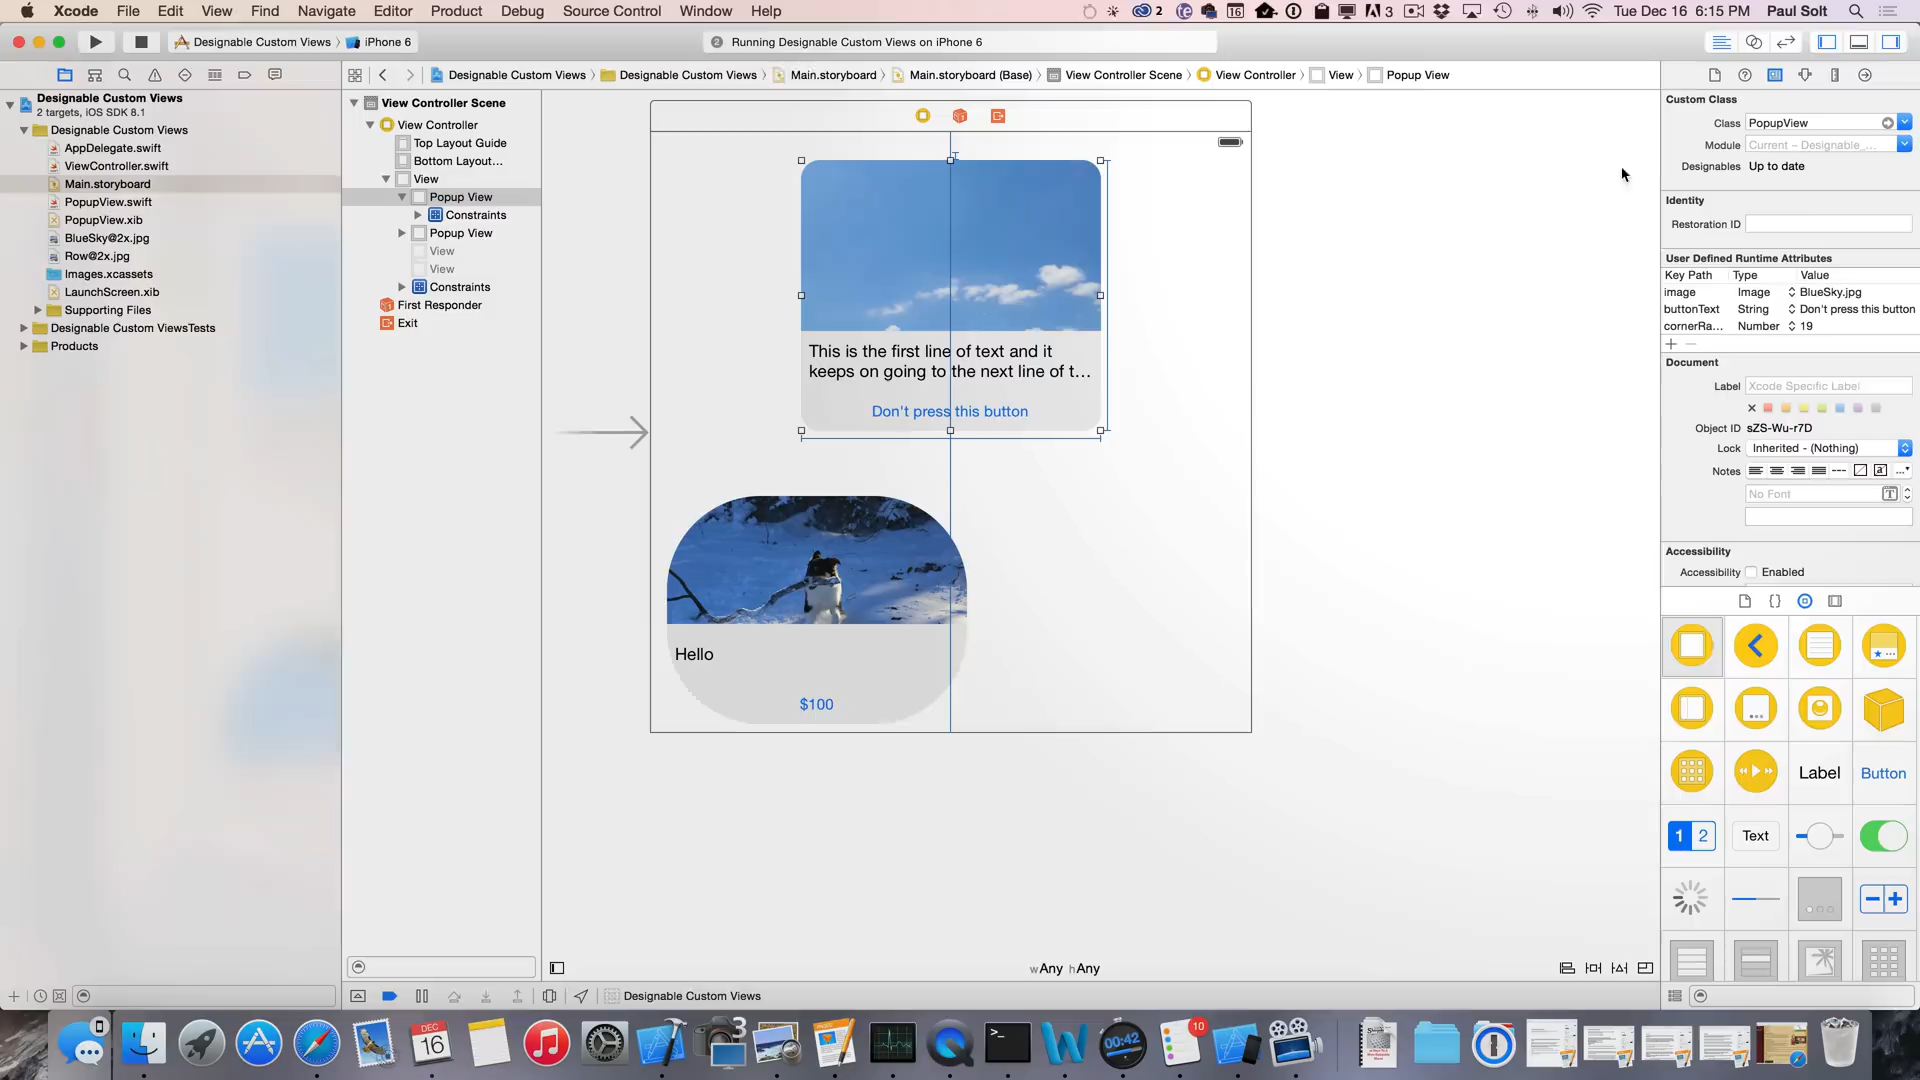 Xcode File Edit View Find Navigate Editor Product Debug Source Control Window Help
2 3 16 Tue Dec 16 6:15 PM Paul Solt
Designable Custom Views iPhone 6
2 Running Designable Custom Views on iPhone 6
Designable Custom Views Designable Custom Views Main.storyboard Main.storyboard (Base) View Controller Scene View Controller View Popup View
Designable Custom Views
2 targets, iOS SDK 8.1
Designable Custom Views
AppDelegate.swift
ViewController.swift
Main.storyboard
PopupView.swift
PopupView.xib
BlueSky@2x.jpg
Row@2x.jpg
Images.xcassets
LaunchScreen.xib
Supporting Files
Designable Custom ViewsTests
Products
View Controller Scene
View Controller
Top Layout Guide
Bottom Layout...
View
Popup View
Constraints
Popup View
View
View
Constraints
First Responder
Exit
This is the first line of text and it
keeps on going to the next line of t...
Don't press this button
Hello
$100
wAny hAny
Designable Custom Views
Custom Class
Class PopupView
Module Current – Designable_...
Designables Up to date
Identity
Restoration ID
User Defined Runtime Attributes
Key Path Type Value
image Image BlueSky.jpg
buttonText String Don't press this button
cornerRa... Number 19
Document
Label Xcode Specific Label
Object ID sZS-Wu-r7D
Lock Inherited - (Nothing)
Notes
No Font
Accessibility
Accessibility Enabled
Label Button
1 2 Text
DEC
16
3
00:42
10